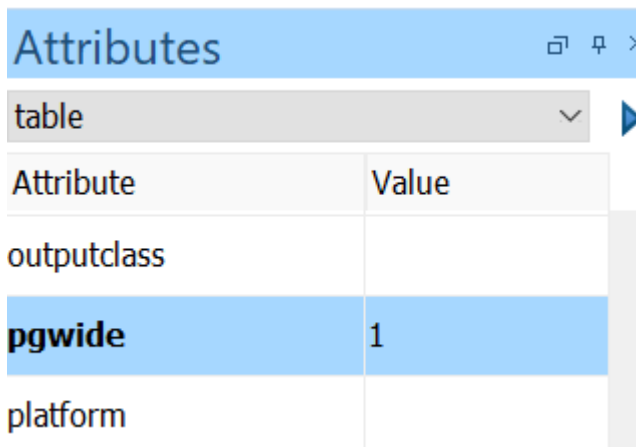 Attributes
table
Attribute Value
outputclass
pgwide 1
platform